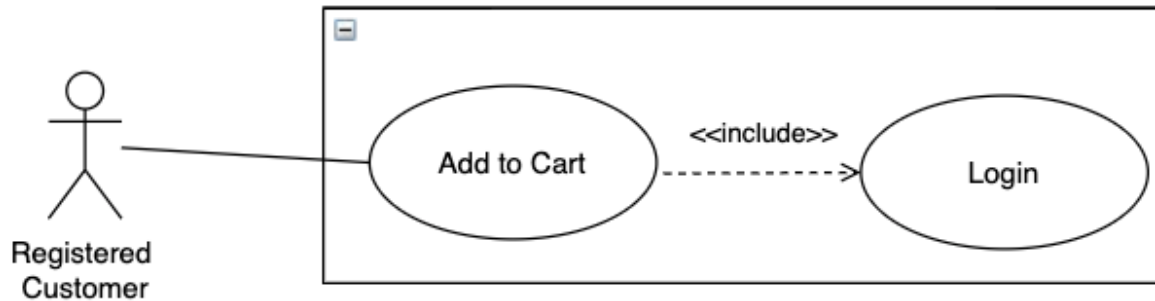 <<include>>
Add to Cart
Login
Registered
Customer